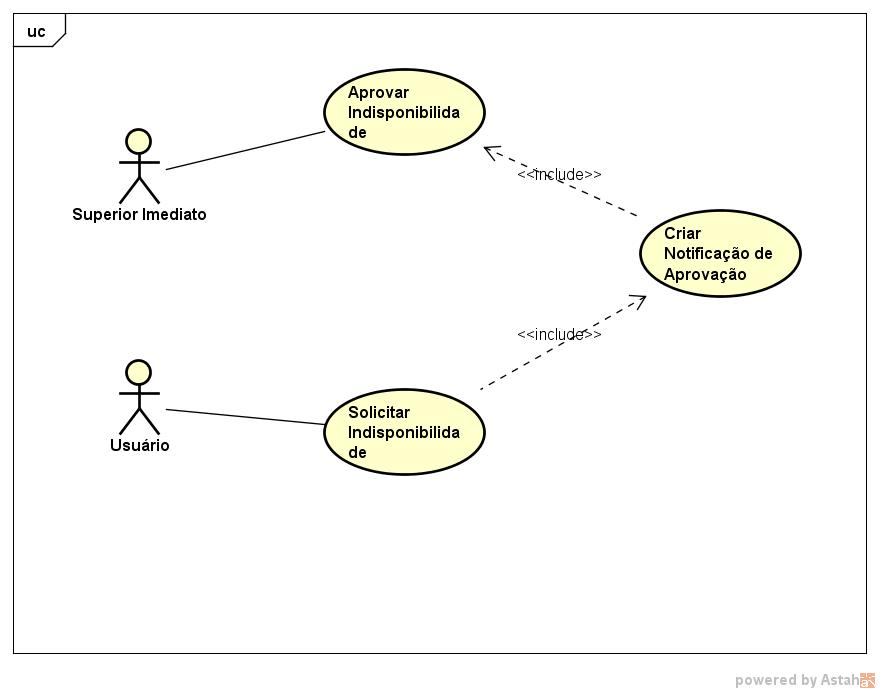 uc
Aprovar
Indisponibilida
de
<<include>>
Superior Imediato
Criar
Notificação de
Aprovação
<<include>>
Solicitar
Indisponibilida
de
Usuário
powered by Astah